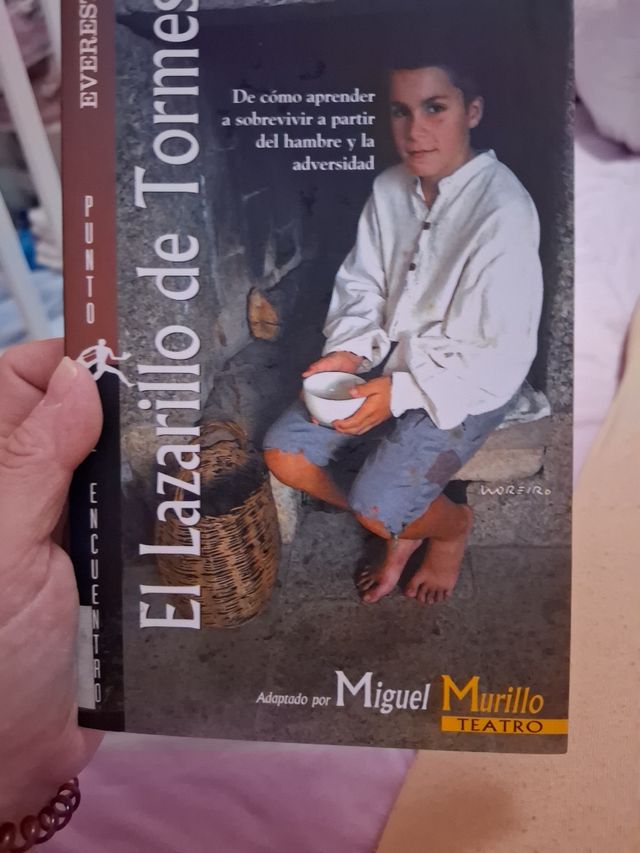 EVEREST
PUNTO
ENCUENTRO
El Lazarillo de Tormes
De cómo aprender
a sobrevivir a partir
del hambre y la
adversidad
MOREIRO
Adaptado por Miguel Murillo
TEATRO